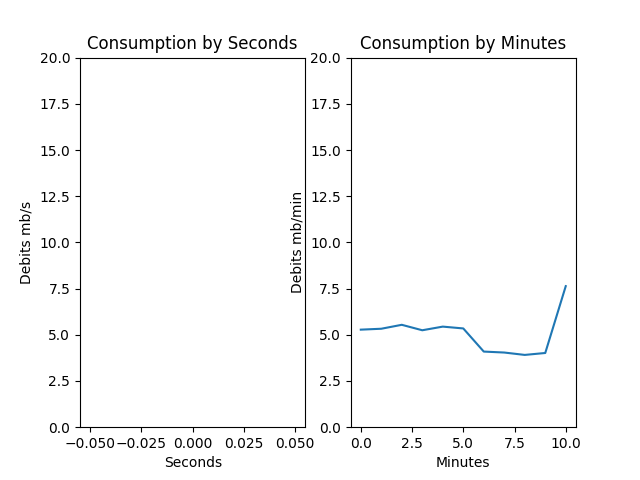 Consumption by Seconds
Consumption by Minutes
20.0
17.5
15.0
12.5
10.0
7.5
5.0
2.5
0.0
Debits mb/s
−0.050 −0.025 0.000 0.025 0.050
Seconds
20.0
17.5
15.0
12.5
10.0
7.5
5.0
2.5
0.0
Debits mb/min
0.0 2.5 5.0 7.5 10.0
Minutes